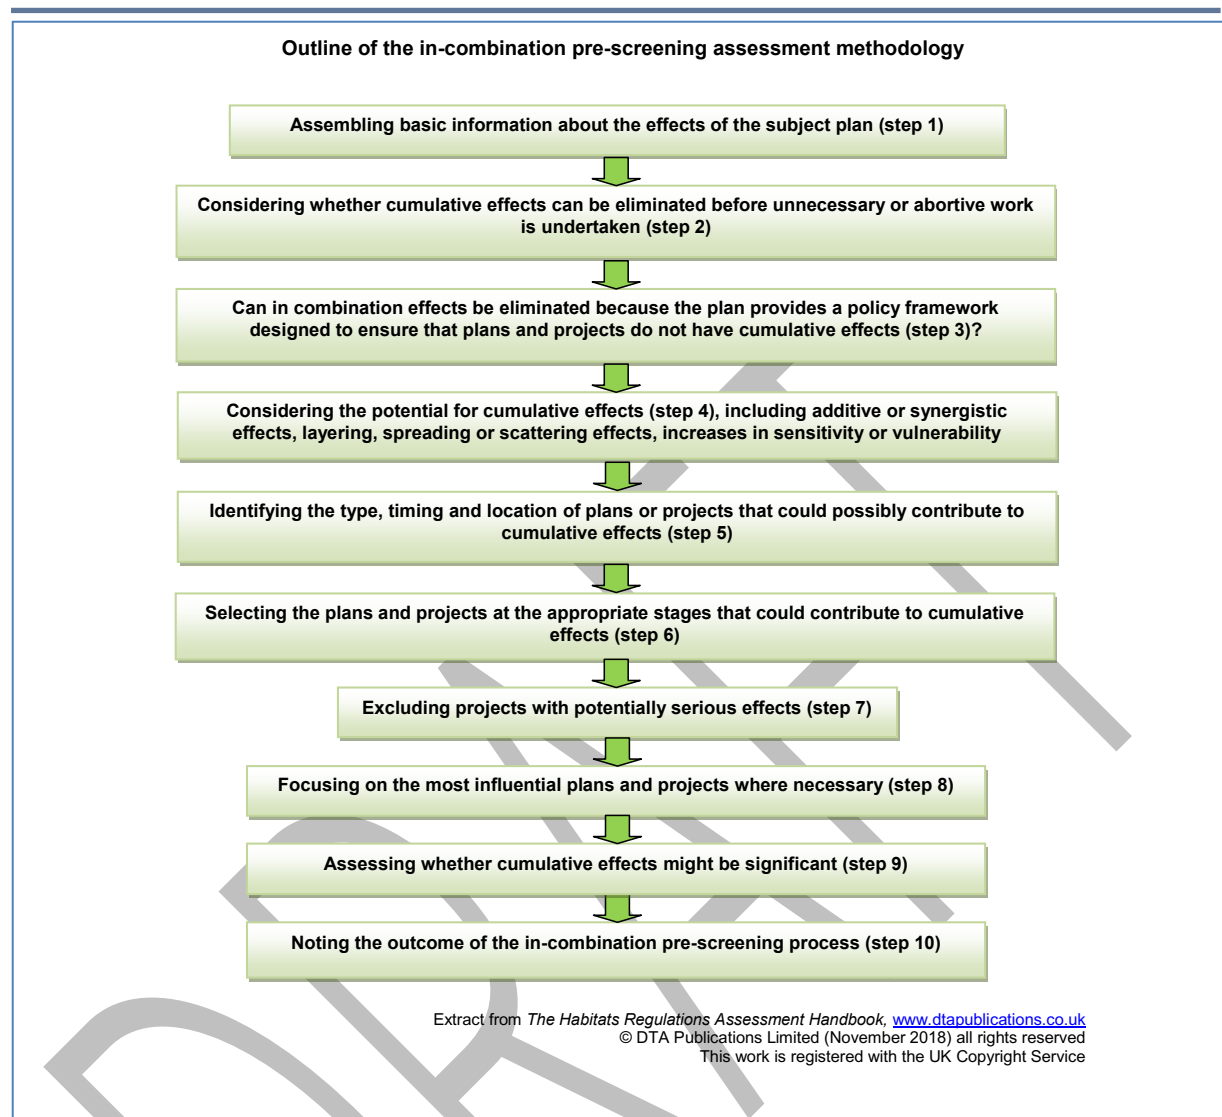 Outline of the in-combination pre-screening assessment methodology
Assembling basic information about the effects of the subject plan (step 1)
Considering whether cumulative effects can be eliminated before unnecessary or abortive work
is undertaken (step 2)
Can in combination effects be eliminated because the plan provides a policy framework
designed to ensure that plans and projects do not have cumulative effects (step 3)?
Considering the potential for cumulative effects (step 4), including additive or synergistic
effects, layering, spreading or scattering effects, increases in sensitivity or vulnerability
Identifying the type, timing and location of plans or projects that could possibly contribute to
cumulative effects (step 5)
Selecting the plans and projects at the appropriate stages that could contribute to cumulative
effects (step 6)
Excluding projects with potentially serious effects (step 7)
Focusing on the most influential plans and projects where necessary (step 8)
Assessing whether cumulative effects might be significant (step 9)
Noting the outcome of the in-combination pre-screening process (step 10)
Extract from The Habitats Regulations Assessment Handbook, www.dtapublications.co.uk
© DTA Publications Limited (November 2018) all rights reserved
This work is registered with the UK Copyright Service
DRAFT